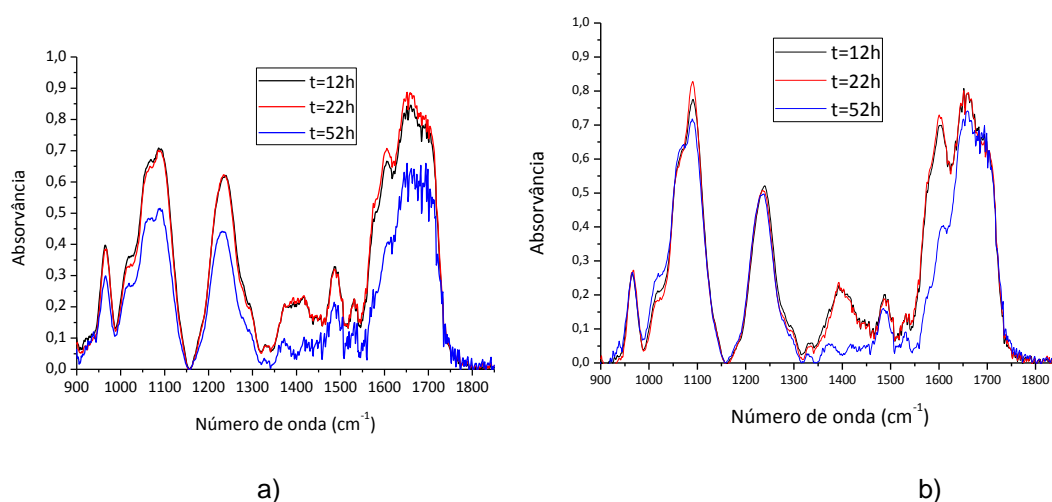 1,0
0,9
0,8
0,7
0,6
0,5
0,4
0,3
0,2
0,1
0,0
Absorvância
t=12h
t=22h
t=52h
900 1000 1100 1200 1300 1400 1500 1600 1700 1800
Número de onda (cm⁻¹)
a)
1,0
0,9
0,8
0,7
0,6
0,5
0,4
0,3
0,2
0,1
0,0
Absorvância
t=12h
t=22h
t=52h
900 1000 1100 1200 1300 1400 1500 1600 1700 1800
Número de onda (cm⁻¹)
b)